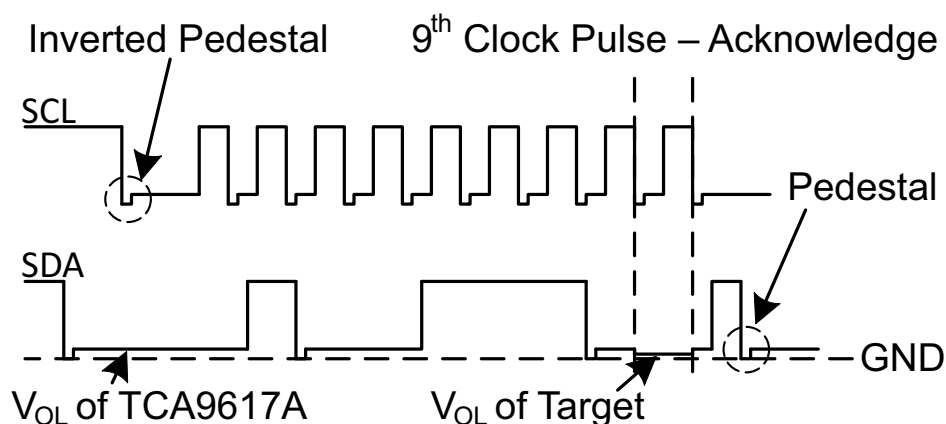 Inverted Pedestal
9th Clock Pulse – Acknowledge
SCL
Pedestal
SDA
GND
VOL of TCA9617A
VOL of Target